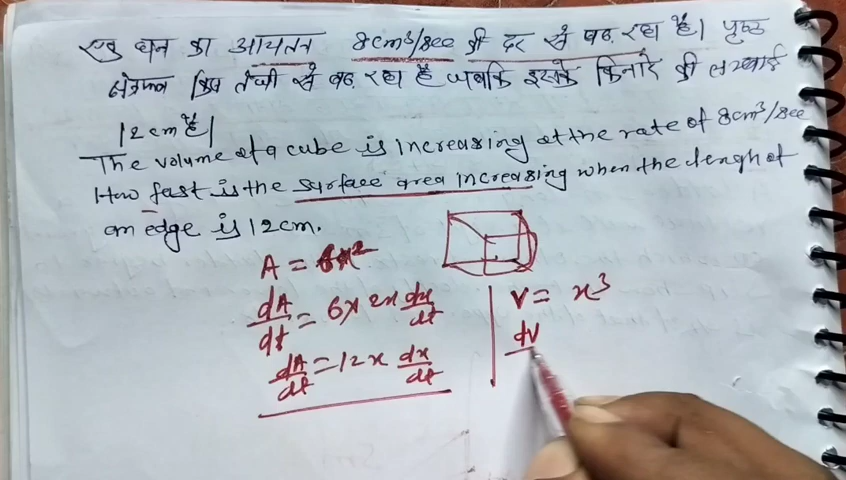 एक घन का आयतन 8cm³/sec की दर से बढ़ रहा है। पृष्ठ
क्षेत्रफल किस तेजी से बढ़ रहा है जबकि इसके किनारे की लम्बाई
12cm है।
The volume of a cube is increasing at the rate of 8cm³/sec
How fast is the surface area increasing when the lengh of
an edge is 12cm.
A = 6x²
dA/dt = 6 x 2x dx/dt
dA/dt = 12x dx/dt
V = x³
dV